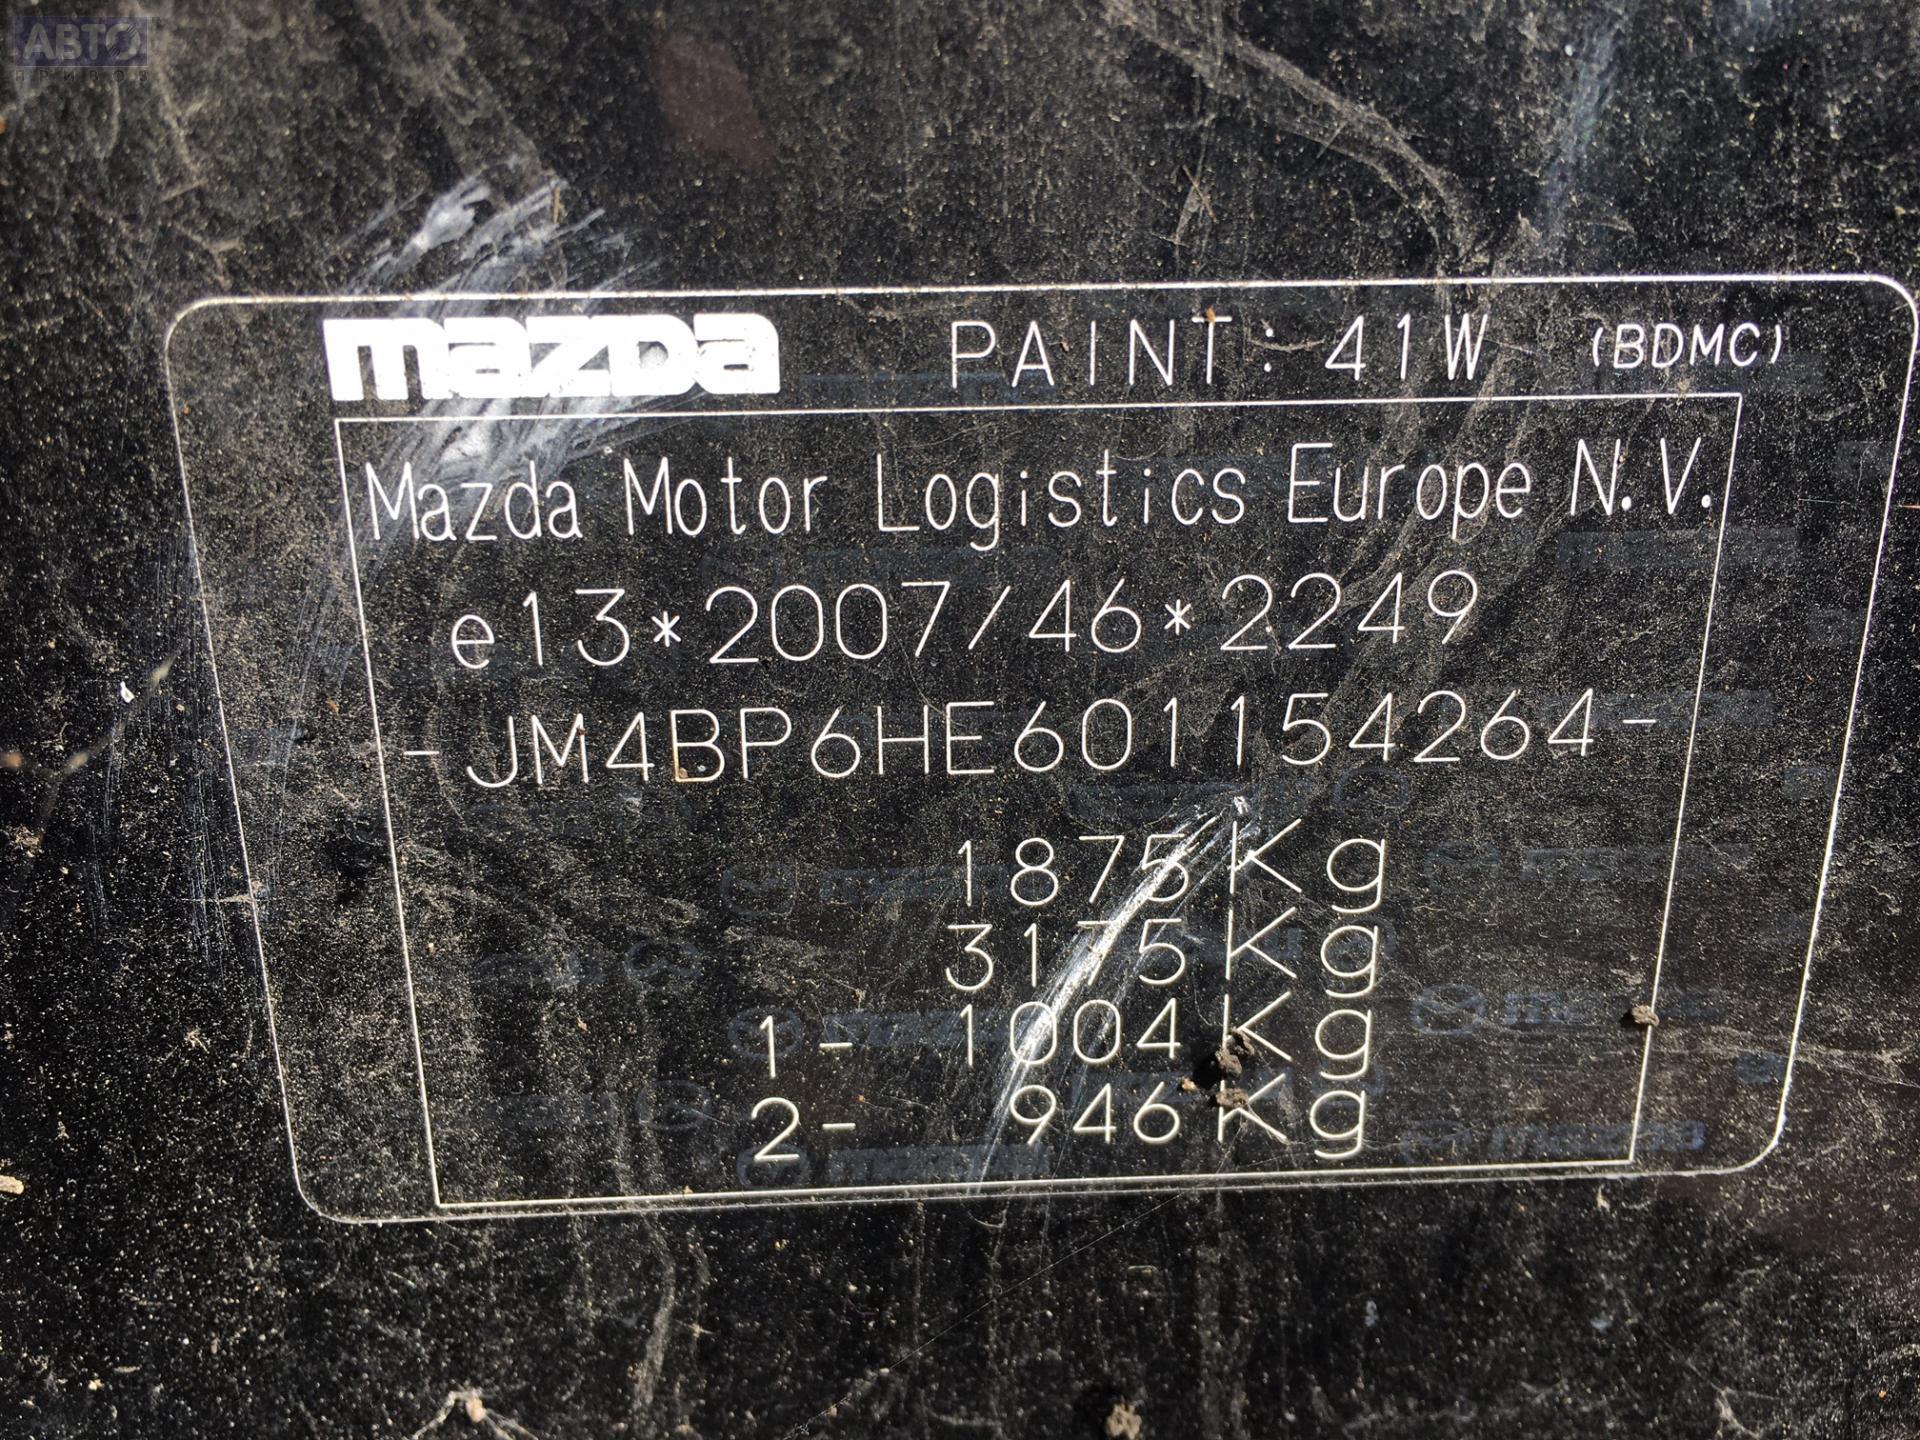 АВТО
ПРИВОЗ
mazda PAINT: 41W (BDMC)
Mazda Motor Logistics Europe N.V.
e13*2007/46*2249
-JM4BP6HE601154264-
1875Kg
3175Kg
1- 1004Kg
2- 946Kg